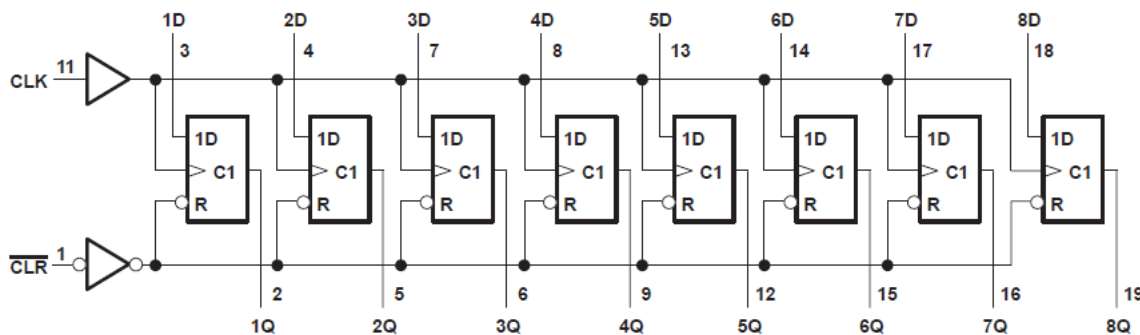 1D 2D 3D 4D 5D 6D 7D 8D
3 4 7 8 13 14 17 18
CLK 11
1D 1D 1D 1D 1D 1D 1D 1D
C1 C1 C1 C1 C1 C1 C1 C1
R R R R R R R R
CLR 1
2 5 6 9 12 15 16 19
1Q 2Q 3Q 4Q 5Q 6Q 7Q 8Q